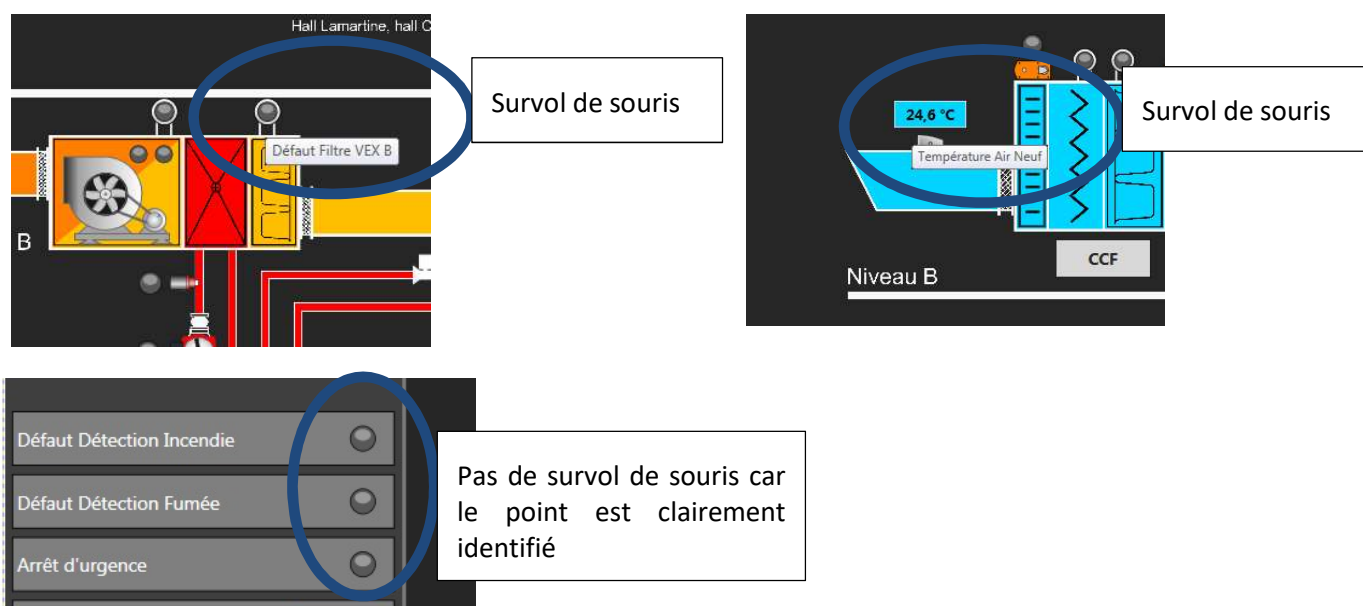 Hall Lamartine, hall C
Survol de souris
Défaut Filtre VEX B
B
24,6 °C
Survol de souris
Température Air Neuf
CCF
Niveau B
Défaut Détection Incendie
Défaut Détection Fumée
Arrêt d'urgence
Pas de survol de souris car
le point est clairement
identifié